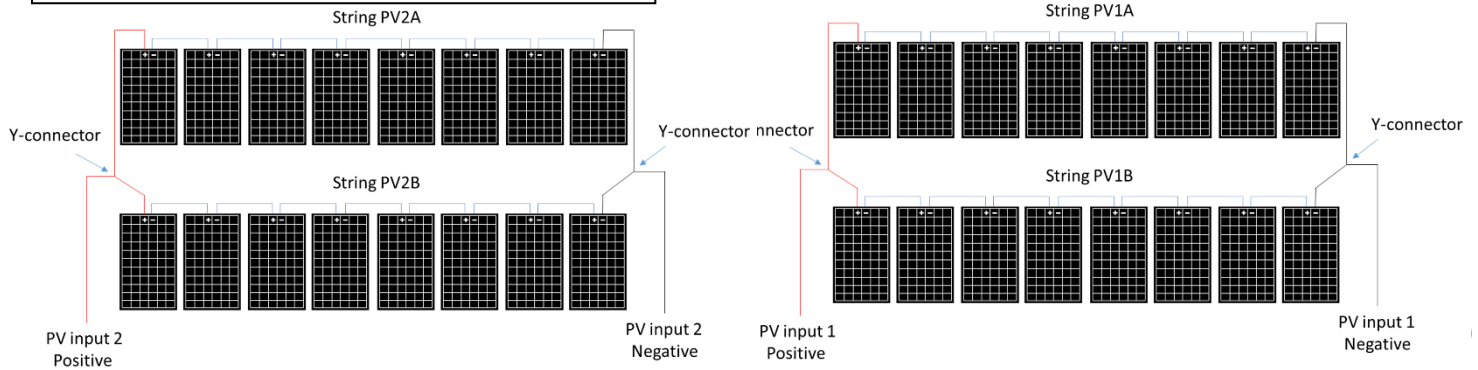 String PV2A
String PV1A
Y-connector
Y-connector
nnector
Y-connector
String PV2B
String PV1B
PV input 2
Positive
PV input 2
Negative
PV input 1
Positive
PV input 1
Negative